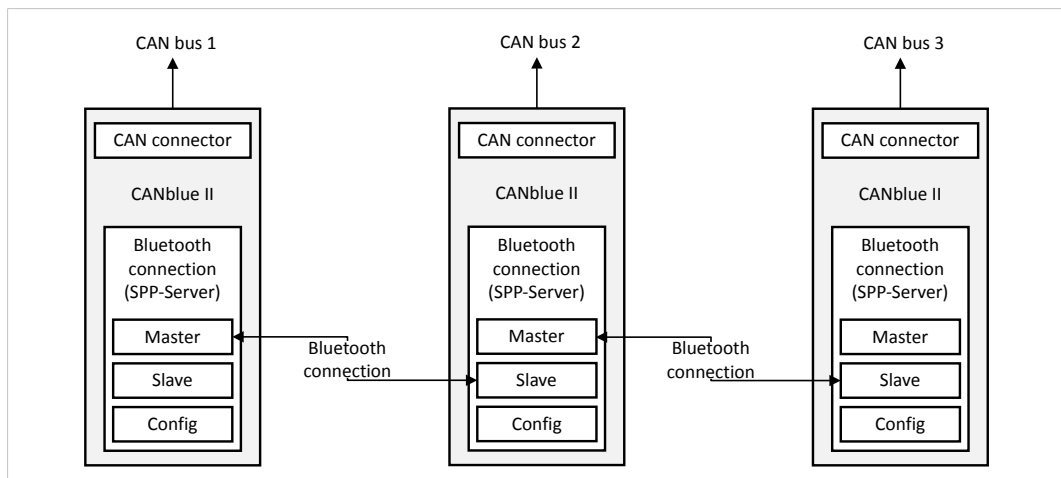 CAN bus 1
CAN bus 2
CAN bus 3
CAN connector
CAN connector
CAN connector
CANblue II
CANblue II
CANblue II
Bluetooth
connection
(SPP-Server)
Bluetooth
connection
(SPP-Server)
Bluetooth
connection
(SPP-Server)
Master
Master
Master
Bluetooth
connection
Bluetooth
connection
Slave
Slave
Slave
Config
Config
Config